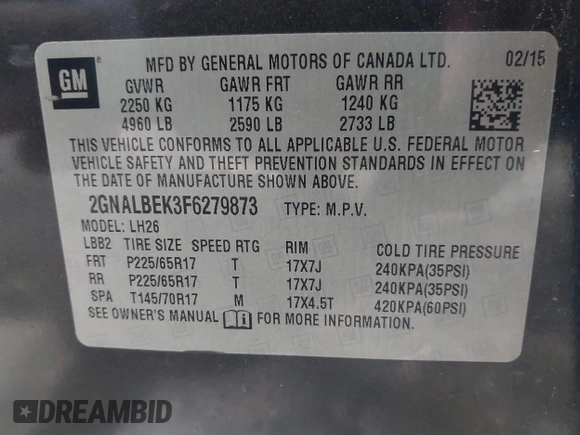 GM
®
MFD BY GENERAL MOTORS OF CANADA LTD. 02/15
GVWR GAWR FRT GAWR RR
2250 KG 1175 KG 1240 KG
4960 LB 2590 LB 2733 LB
THIS VEHICLE CONFORMS TO ALL APPLICABLE U.S. FEDERAL MOTOR
VEHICLE SAFETY AND THEFT PREVENTION STANDARDS IN EFFECT ON
THE DATE OF MANUFACTURE SHOWN ABOVE.
2GNALBEK3F6279873 TYPE: M.P.V.
MODEL: LH26
LBB2 TIRE SIZE SPEED RTG RIM COLD TIRE PRESSURE
FRT P225/65R17 T 17X7J 240KPA(35PSI)
RR P225/65R17 T 17X7J 240KPA(35PSI)
SPA T145/70R17 M 17X4.5T 420KPA(60PSI)
SEE OWNER'S MANUAL FOR MORE INFORMATION.
DREAMBID